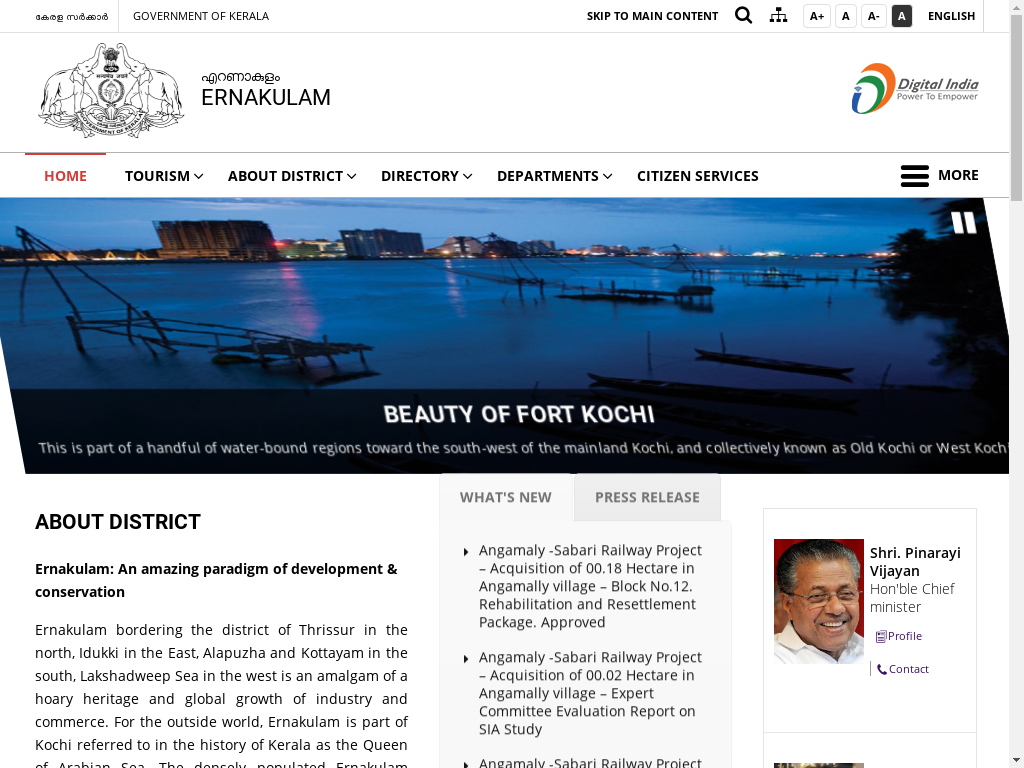 കേരള സർക്കാർ
GOVERNMENT OF KERALA
SKIP TO MAIN CONTENT
A+
A
A-
A
ENGLISH
എറണാകുളം
ERNAKULAM
Digital India
Power To Empower
HOME
TOURISM
ABOUT DISTRICT
DIRECTORY
DEPARTMENTS
CITIZEN SERVICES
MORE
BEAUTY OF FORT KOCHI
This is part of a handful of water-bound regions toward the south-west of the mainland Kochi, and collectively known as Old Kochi or West Koch
WHAT'S NEW
PRESS RELEASE
ABOUT DISTRICT
Ernakulam: An amazing paradigm of development &
conservation
Ernakulam bordering the district of Thrissur in the
north, Idukki in the East, Alapuzha and Kottayam in the
south, Lakshadweep Sea in the west is an amalgam of a
hoary heritage and global growth of industry and
commerce. For the outside world, Ernakulam is part of
Kochi referred to in the history of Kerala as the Queen
of Arabian Sea. The densely populated Ernakulam
Angamaly -Sabari Railway Project
– Acquisition of 00.18 Hectare in
Angamally village – Block No.12.
Rehabilitation and Resettlement
Package. Approved
Angamaly -Sabari Railway Project
– Acquisition of 00.02 Hectare in
Angamally village – Expert
Committee Evaluation Report on
SIA Study
Angamaly -Sabari Railway Project
Shri. Pinarayi
Vijayan
Hon'ble Chief
minister
Profile
Contact